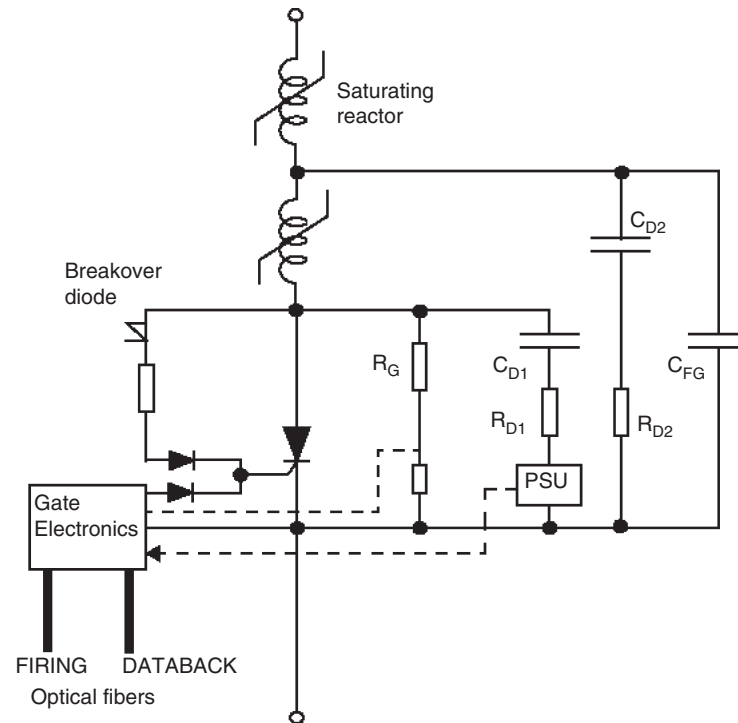 Saturating
reactor
Breakover
diode
C_D2
R_G
C_D1
C_FG
R_D1
R_D2
PSU
Gate
Electronics
FIRING DATABACK
Optical fibers